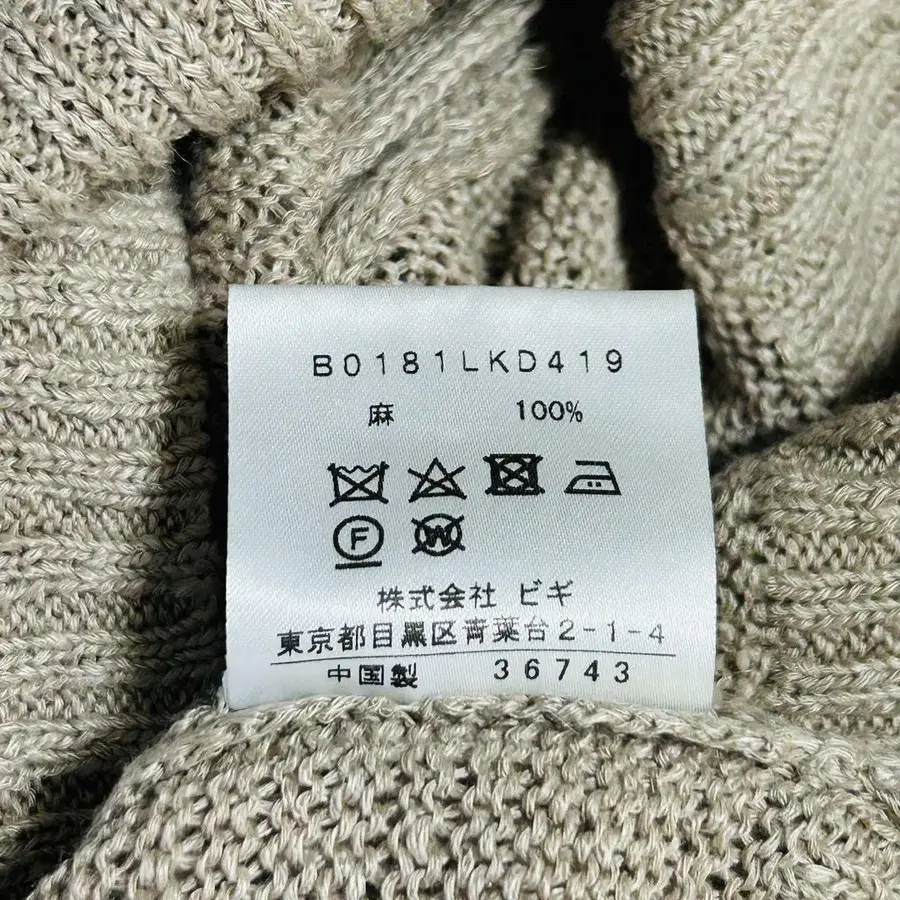 B0181LKD419
麻 100%
F W
株式会社 ビギ
東京都目黒区青葉台2-1-4
中国製 36743